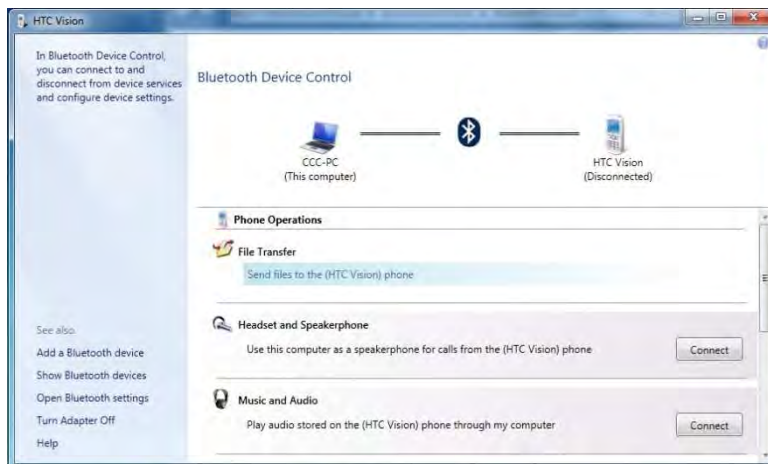 HTC Vision
In Bluetooth Device Control,
you can connect to and
disconnect from device services
and configure device settings.
Bluetooth Device Control
CCC-PC
(This computer)
HTC Vision
(Disconnected)
Phone Operations
File Transfer
Send files to the (HTC Vision) phone
Headset and Speakerphone
Use this computer as a speakerphone for calls from the (HTC Vision) phone
Connect
Music and Audio
Play audio stored on the (HTC Vision) phone through my computer
Connect
See also
Add a Bluetooth device
Show Bluetooth devices
Open Bluetooth settings
Turn Adapter Off
Help